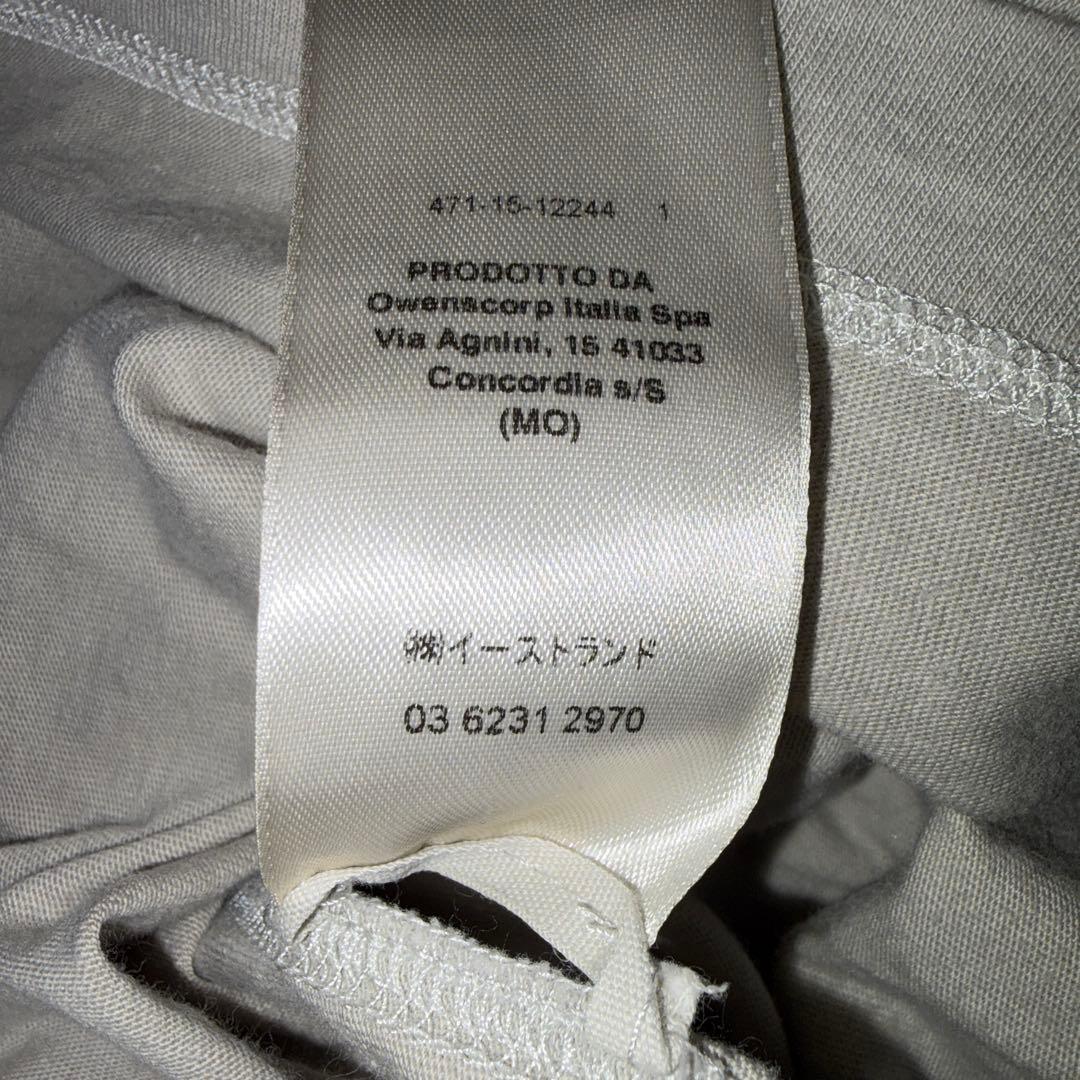 471-15-12244 1
PRODOTTO DA
Owenscorp Italia Spa
Via Agnini, 15 41033
Concordia s/S
(MO)
㈱イーストランド
03 6231 2970